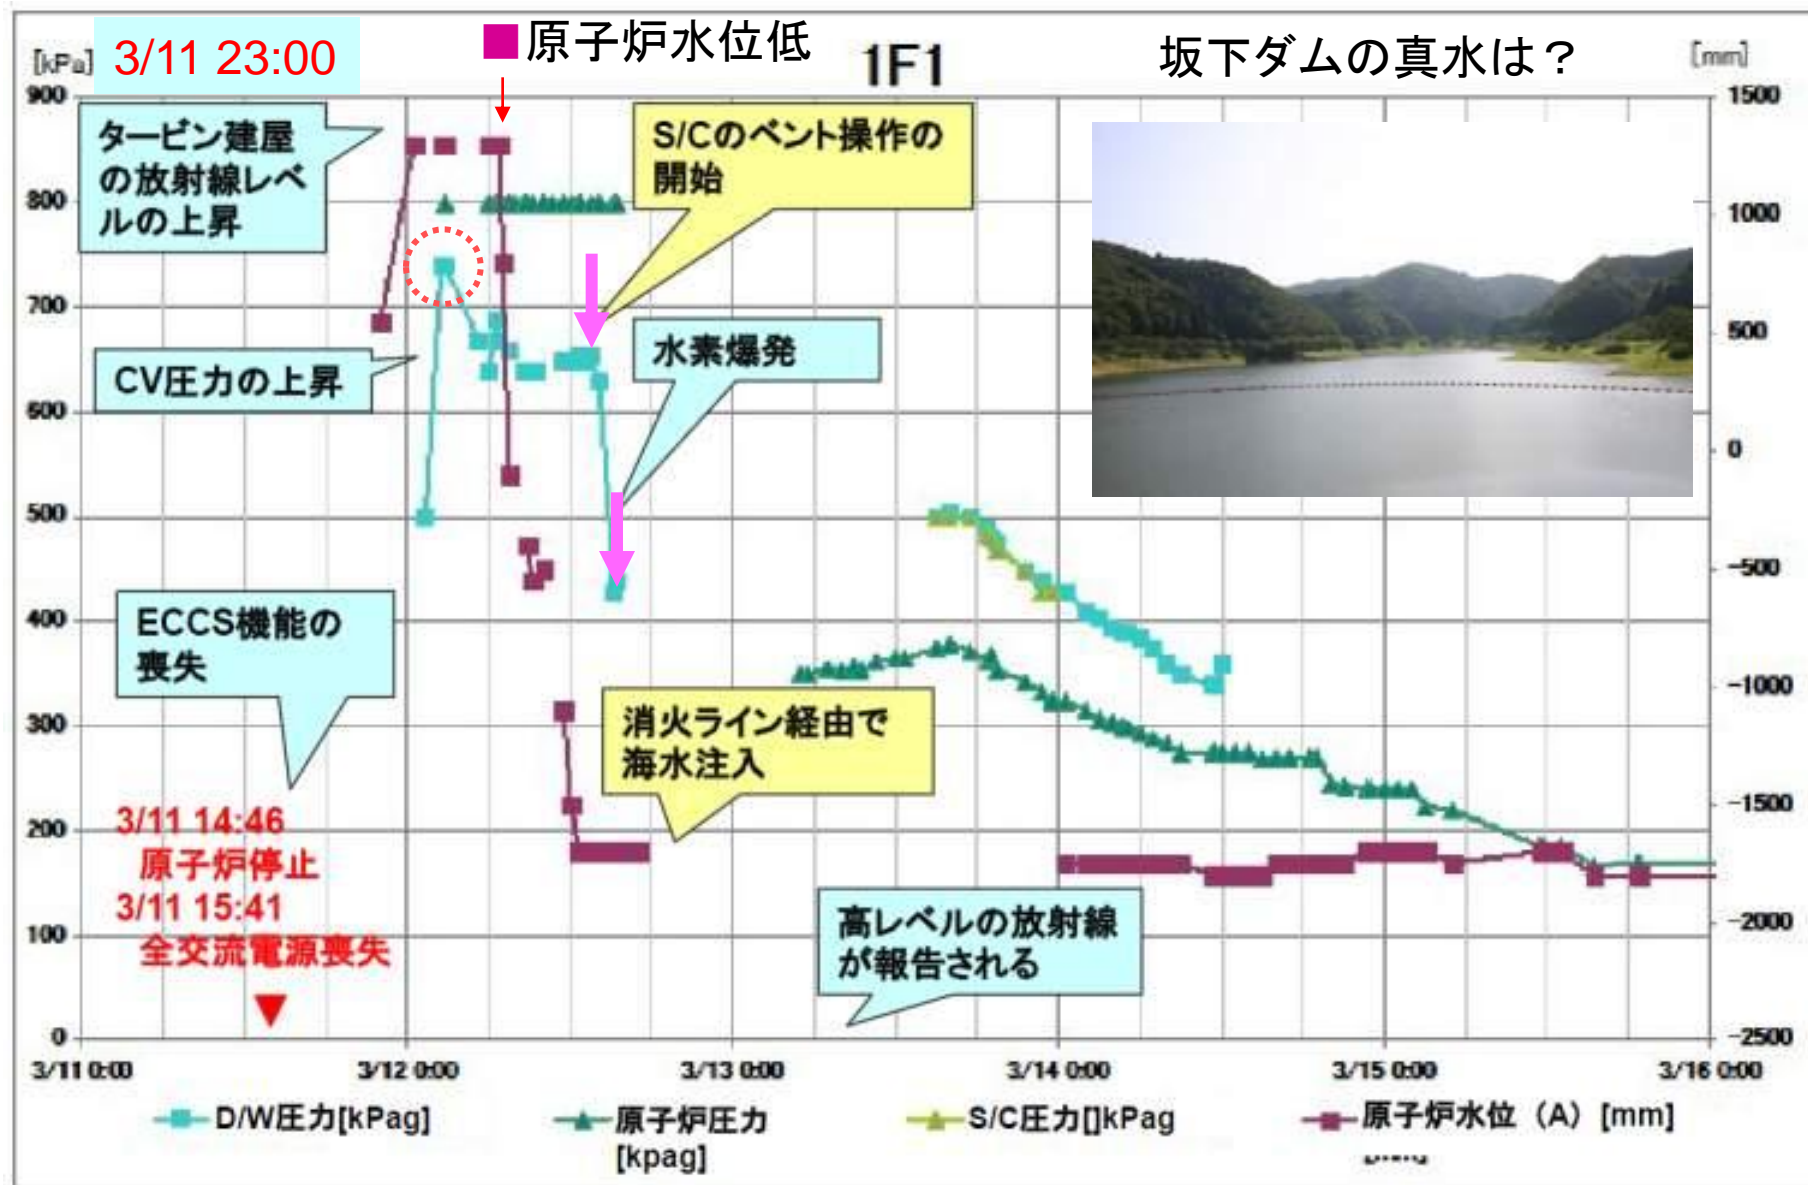 3/11 23:00
■原子炉水位低
1F1
坂下ダムの真水は？
[kPa]
[mm]
900
800
700
600
500
400
300
200
100
0
1500
1000
500
0
-500
-1000
-1500
-2000
-2500
タービン建屋
の放射線レベ
ルの上昇
S/Cのベント操作の
開始
CV圧力の上昇
水素爆発
ECCS機能の
喪失
消火ライン経由で
海水注入
3/11 14:46
原子炉停止
3/11 15:41
全交流電源喪失
高レベルの放射線
が報告される
3/11 0:00
3/12 0:00
3/13 0:00
3/14 0:00
3/15 0:00
3/16 0:00
D/W圧力[kPag]
原子炉圧力
[kpag]
S/C圧力[]kPag
原子炉水位（A）[mm]